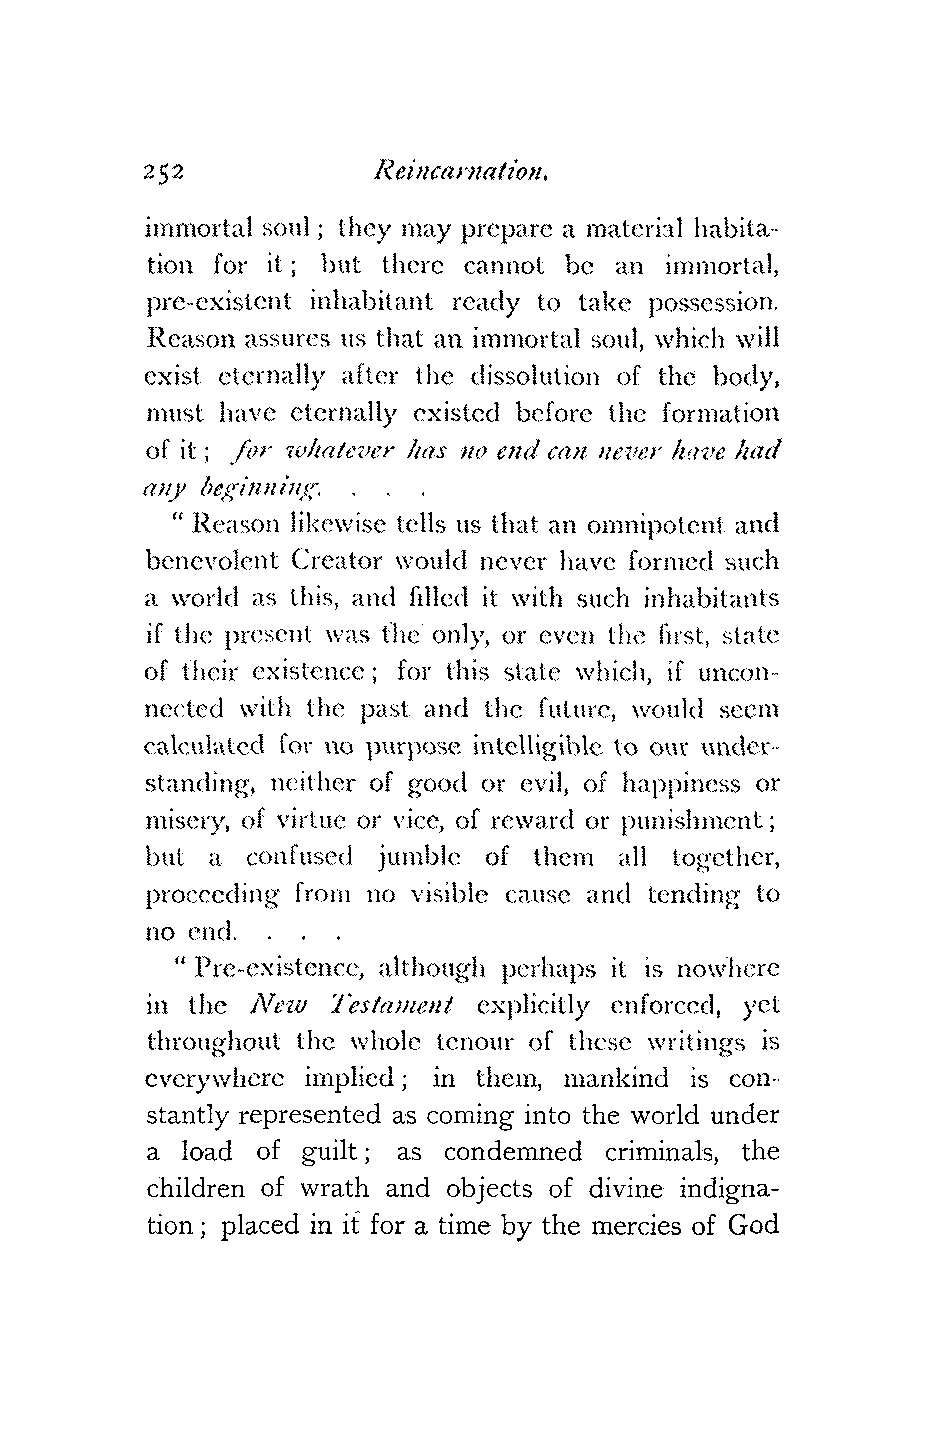 252 Reincarnation.
immortal soul ; they may prepare a material habita-
tion for it ; but there cannot be an immortal,
pre-existent inhabitant ready to take possession.
Reason assures us that an immortal soul, which will
exist eternally after the dissolution of the body,
must have eternally existed before the formation
of it ; for whatever has no end can never have had
any beginning. . . .
“ Reason likewise tells us that an omnipotent and
benevolent Creator would never have formed such
a world as this, and filled it with such inhabitants
if the present was the only, or even the first, state
of their existence ; for this state which, if uncon-
nected with the past and the future, would seem
calculated for no purpose intelligible to our under-
standing, neither of good or evil, of happiness or
misery, of virtue or vice, of reward or punishment ;
but a confused jumble of them all together,
proceeding from no visible cause and tending to
no end. . . .
“ Pre-existence, although perhaps it is nowhere
in the New Testament explicitly enforced, yet
throughout the whole tenour of these writings is
everywhere implied ; in them, mankind is con-
stantly represented as coming into the world under
a load of guilt ; as condemned criminals, the
children of wrath and objects of divine indigna-
tion ; placed in it for a time by the mercies of God